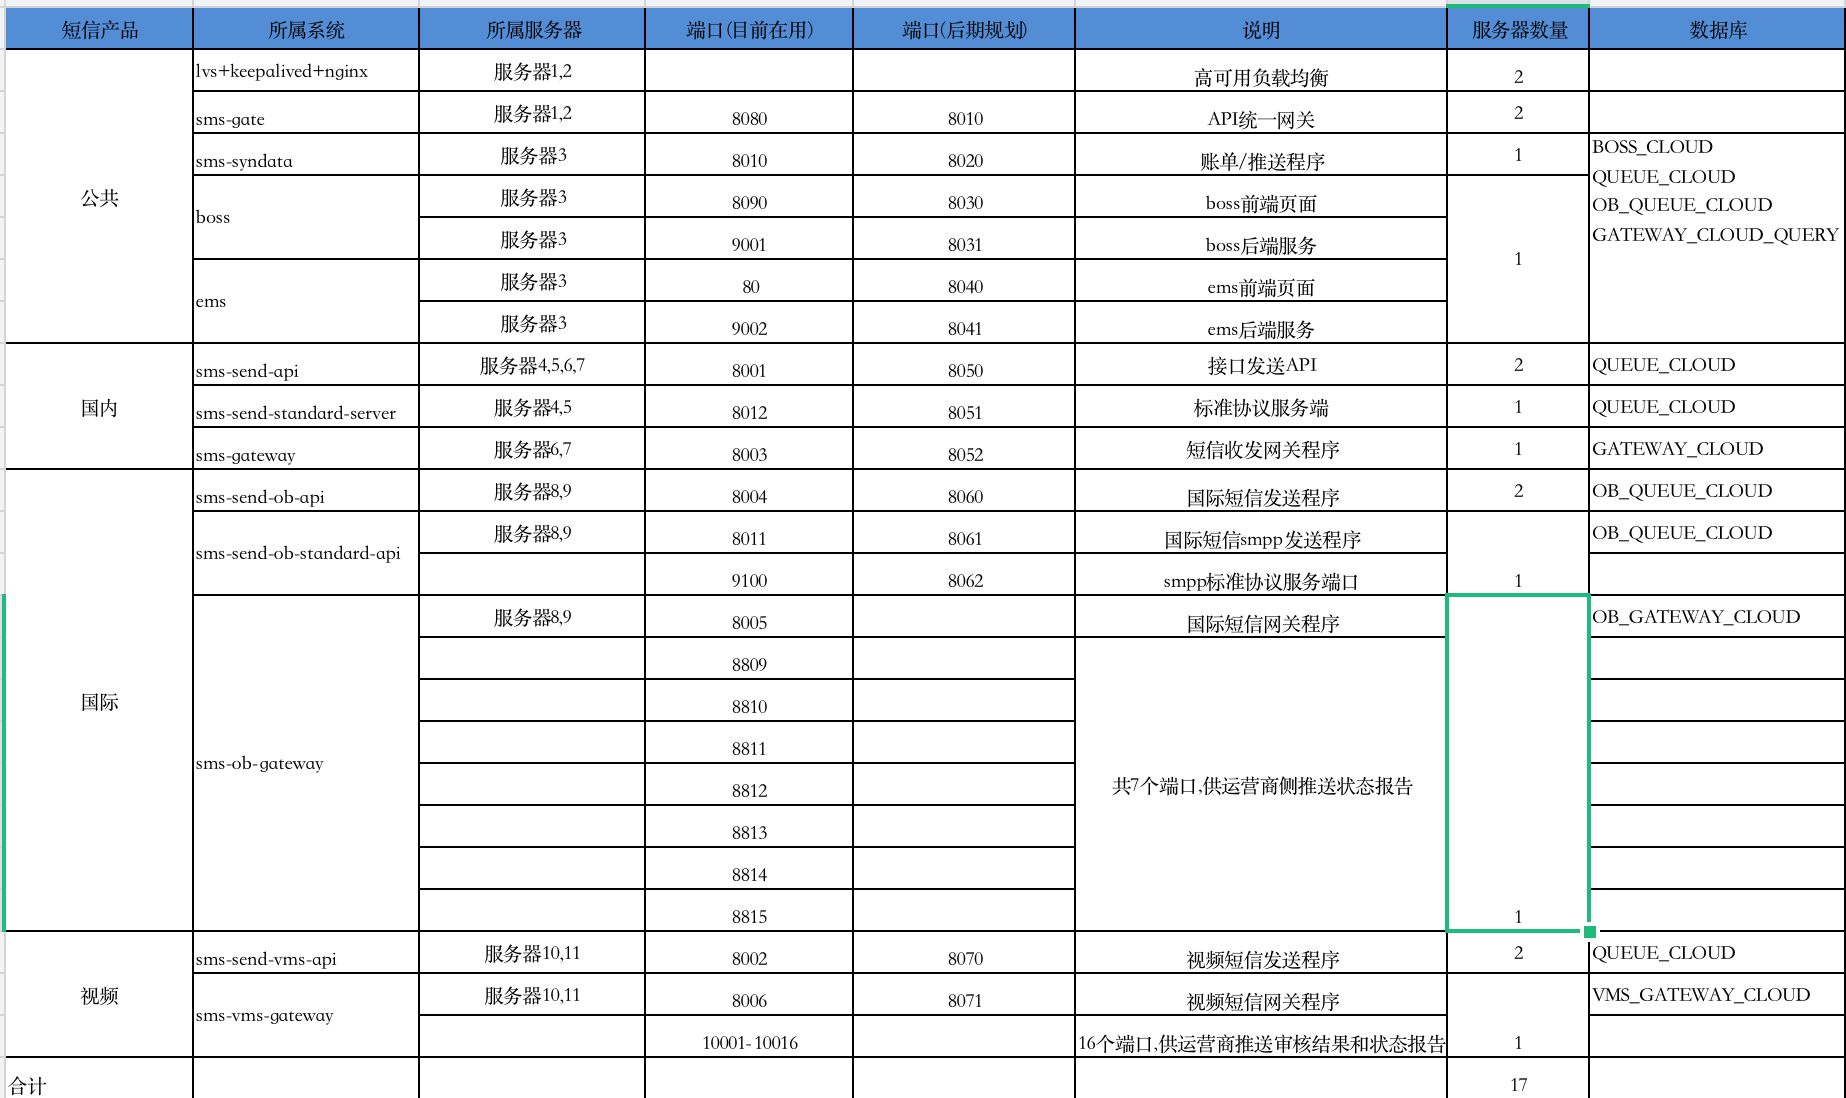 短信产品 所属系统 所属服务器 端口(目前在用) 端口(后期规划) 说明 服务器数量 数据库
公共 lvs+keepalived+nginx 服务器1,2 高可用负载均衡 2
sms-gate 服务器1,2 8080 8010 API统一网关 2
sms-syndata 服务器3 8010 8020 账单/推送程序 1 BOSS_CLOUD
QUEUE_CLOUD
OB_QUEUE_CLOUD
GATEWAY_CLOUD_QUERY
boss 服务器3 8090 8030 boss前端页面 1
服务器3 9001 8031 boss后端服务
ems 服务器3 80 8040 ems前端页面
服务器3 9002 8041 ems后端服务
国内 sms-send-api 服务器4,5,6,7 8001 8050 接口发送API 2 QUEUE_CLOUD
sms-send-standard-server 服务器4,5 8012 8051 标准协议服务端 1 QUEUE_CLOUD
sms-gateway 服务器6,7 8003 8052 短信收发网关程序 1 GATEWAY_CLOUD
国际 sms-send-ob-api 服务器8,9 8004 8060 国际短信发送程序 2 OB_QUEUE_CLOUD
sms-send-ob-standard-api 服务器8,9 8011 8061 国际短信smpp发送程序 OB_QUEUE_CLOUD
9100 8062 smpp标准协议服务端口 1
sms-ob-gateway 服务器8,9 8005 国际短信网关程序 OB_GATEWAY_CLOUD
8809
8810
8811
8812 共7个端口,供运营商侧推送状态报告
8813
8814
8815 1
视频 sms-send-vms-api 服务器10,11 8002 8070 视频短信发送程序 2 QUEUE_CLOUD
sms-vms-gateway 服务器10,11 8006 8071 视频短信网关程序 VMS_GATEWAY_CLOUD
10001-10016 16个端口,供运营商推送审核结果和状态报告 1
合计 17